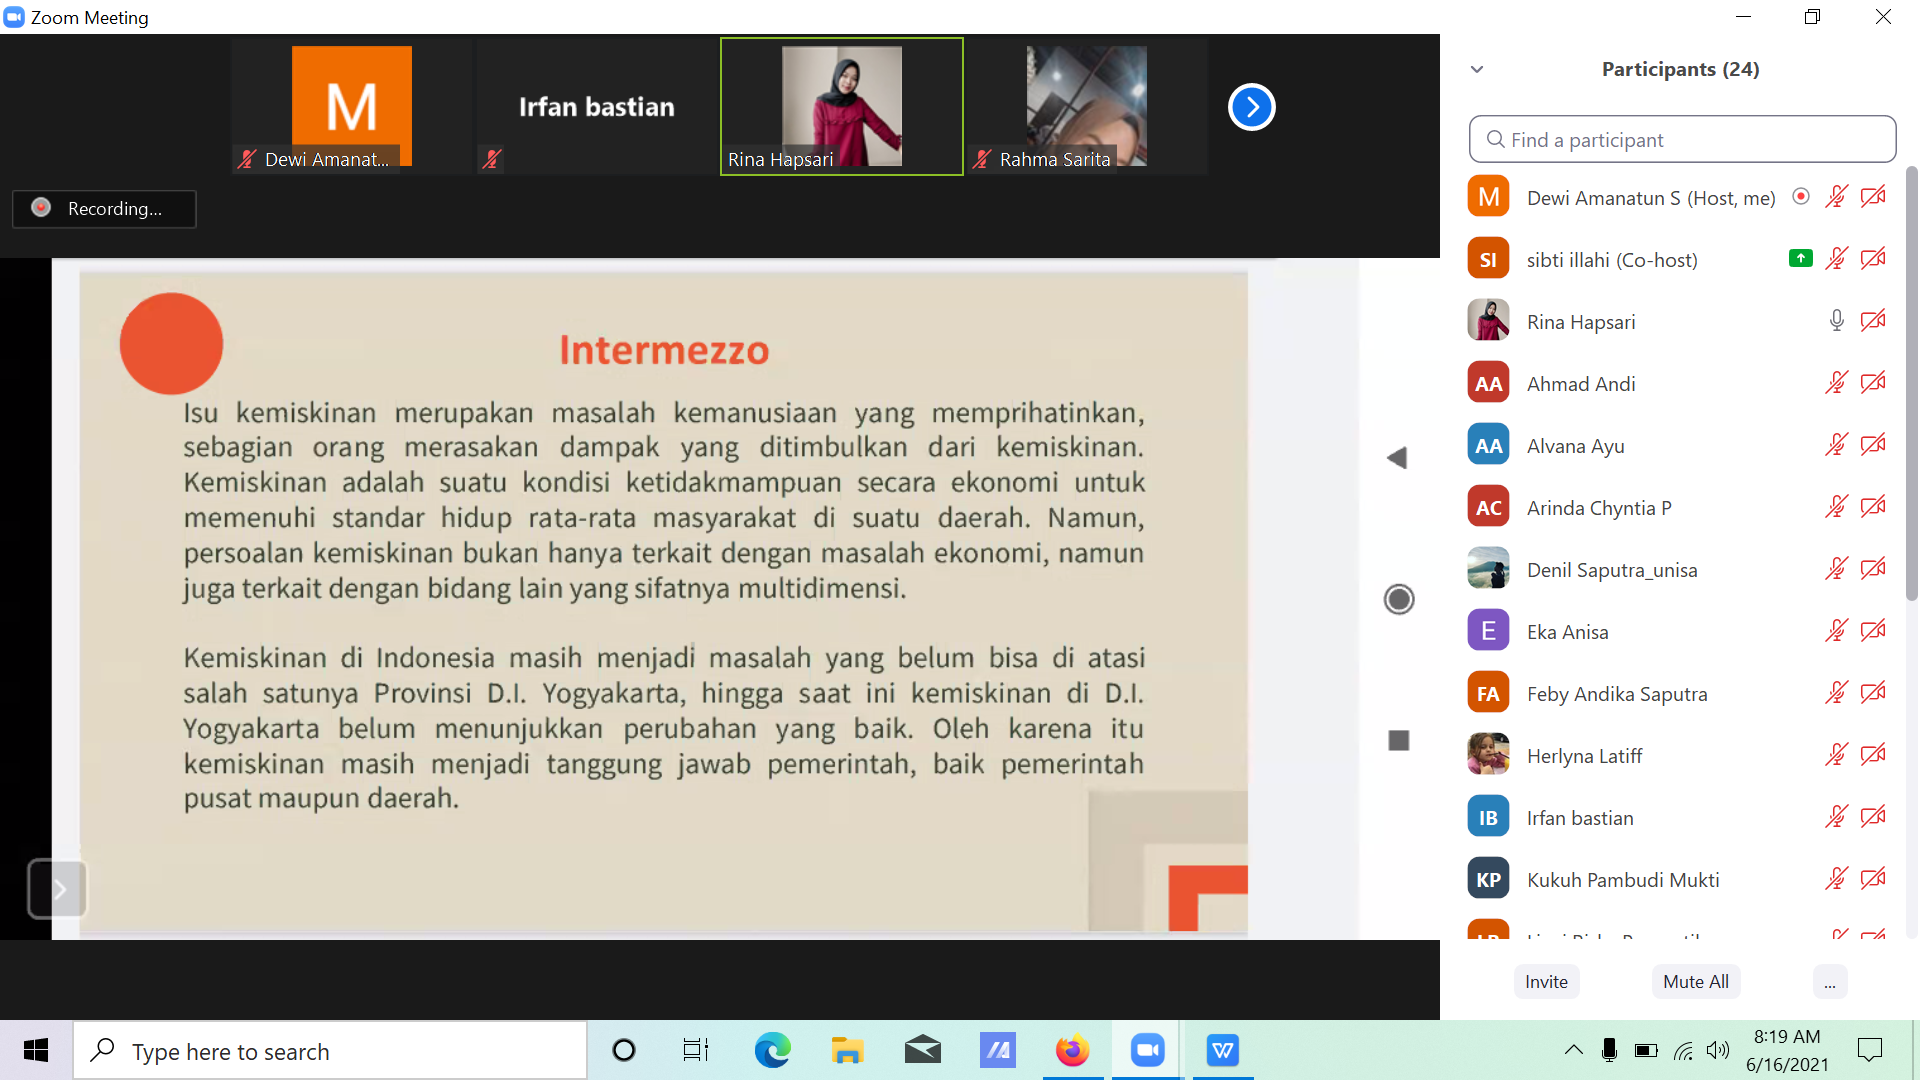 Zoom Meeting
M
Dewi Amanat...
Irfan bastian
Rina Hapsari
Rahma Sarita
Recording...
Intermezzo
Isu kemiskinan merupakan masalah kemanusiaan yang memprihatinkan,
sebagian orang merasakan dampak yang ditimbulkan dari kemiskinan.
Kemiskinan adalah suatu kondisi ketidakmampuan secara ekonomi untuk
memenuhi standar hidup rata-rata masyarakat di suatu daerah. Namun,
persoalan kemiskinan bukan hanya terkait dengan masalah ekonomi, namun
juga terkait dengan bidang lain yang sifatnya multidimensi.
Kemiskinan di Indonesia masih menjadi masalah yang belum bisa di atasi
salah satunya Provinsi D.I. Yogyakarta, hingga saat ini kemiskinan di D.I.
Yogyakarta belum menunjukkan perubahan yang baik. Oleh karena itu
kemiskinan masih menjadi tanggung jawab pemerintah, baik pemerintah
pusat maupun daerah.
Participants (24)
Find a participant
M Dewi Amanatun S (Host, me)
SI sibti illahi (Co-host)
Rina Hapsari
AA Ahmad Andi
AA Alvana Ayu
AC Arinda Chyntia P
Denil Saputra_unisa
E Eka Anisa
FA Feby Andika Saputra
Herlyna Latiff
IB Irfan bastian
KP Kukuh Pambudi Mukti
Invite
Mute All
...
Type here to search
8:19 AM
6/16/2021